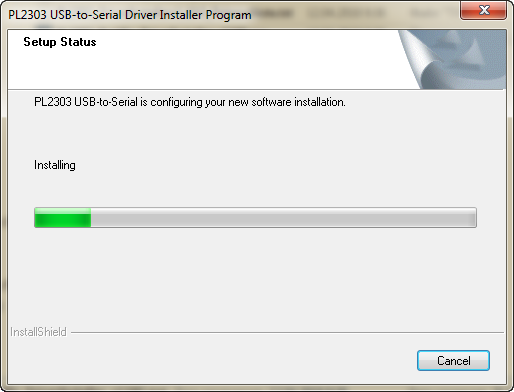 PL2303 USB-to-Serial Driver Installer Program
Setup Status
PL2303 USB-to-Serial is configuring your new software installation.
Installing
InstallShield
Cancel